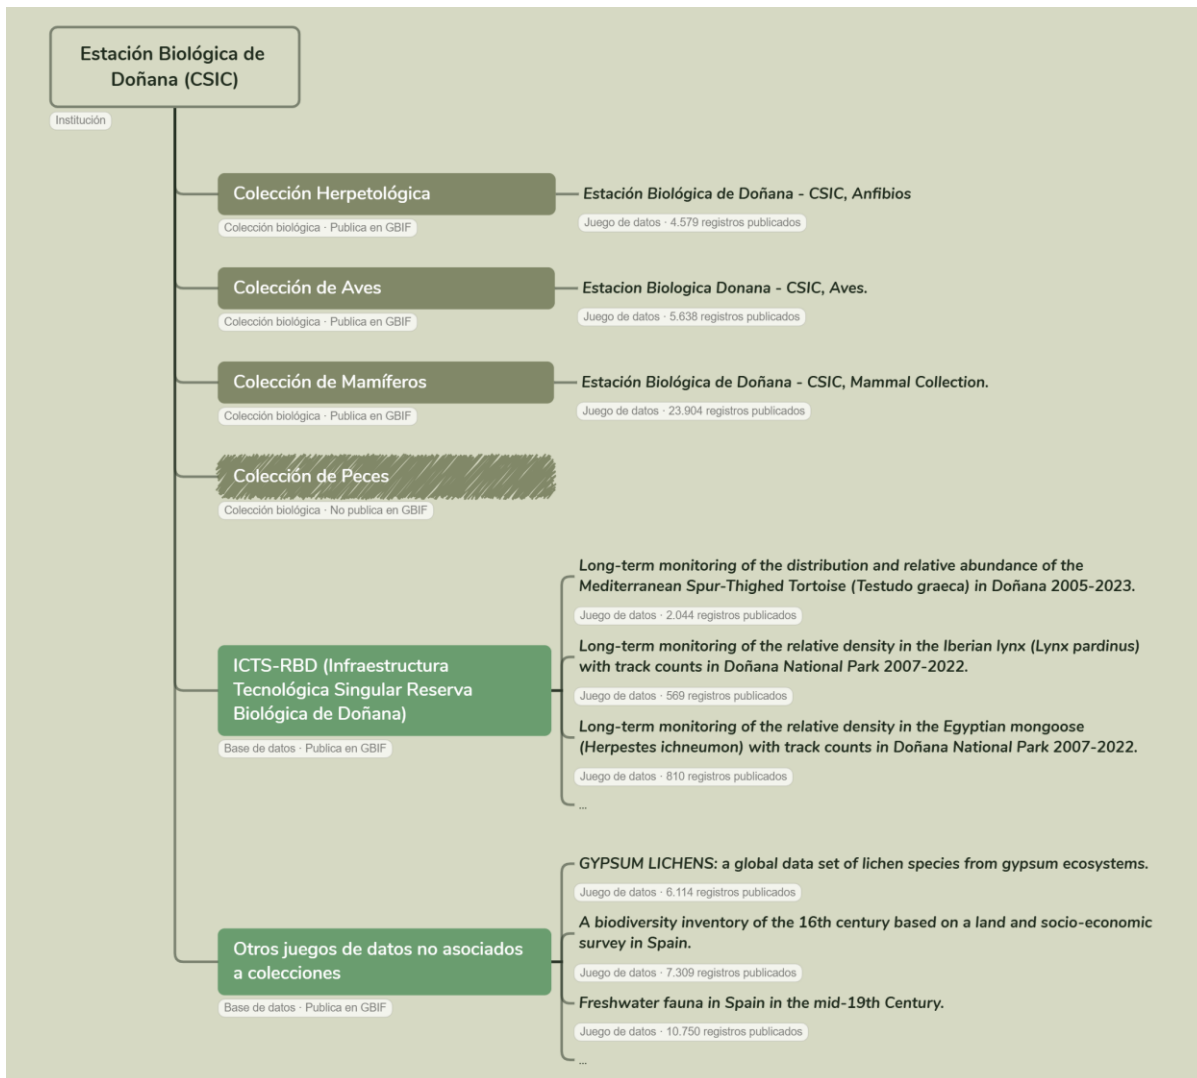 Estación Biológica de
Doñana (CSIC)
Institución
Colección Herpetológica
Colección biológica · Publica en GBIF
Estación Biológica de Doñana - CSIC, Anfibios
Juego de datos · 4.579 registros publicados
Colección de Aves
Colección biológica · Publica en GBIF
Estacion Biologica Donana - CSIC, Aves.
Juego de datos · 5.638 registros publicados
Colección de Mamíferos
Colección biológica · Publica en GBIF
Estación Biológica de Doñana - CSIC, Mammal Collection.
Juego de datos · 23.904 registros publicados
Colección de Peces
Colección biológica · No publica en GBIF
ICTS-RBD (Infraestructura
Tecnológica Singular Reserva
Biológica de Doñana)
Base de datos · Publica en GBIF
Long-term monitoring of the distribution and relative abundance of the
Mediterranean Spur-Thighed Tortoise (Testudo graeca) in Doñana 2005-2023.
Juego de datos · 2.044 registros publicados
Long-term monitoring of the relative density in the Iberian lynx (Lynx pardinus)
with track counts in Doñana National Park 2007-2022.
Juego de datos · 569 registros publicados
Long-term monitoring of the relative density in the Egyptian mongoose
(Herpestes ichneumon) with track counts in Doñana National Park 2007-2022.
Juego de datos · 810 registros publicados
...
Otros juegos de datos no asociados
a colecciones
Base de datos · Publica en GBIF
GYPSUM LICHENS: a global data set of lichen species from gypsum ecosystems.
Juego de datos · 6.114 registros publicados
A biodiversity inventory of the 16th century based on a land and socio-economic
survey in Spain.
Juego de datos · 7.309 registros publicados
Freshwater fauna in Spain in the mid-19th Century.
Juego de datos · 10.750 registros publicados
...